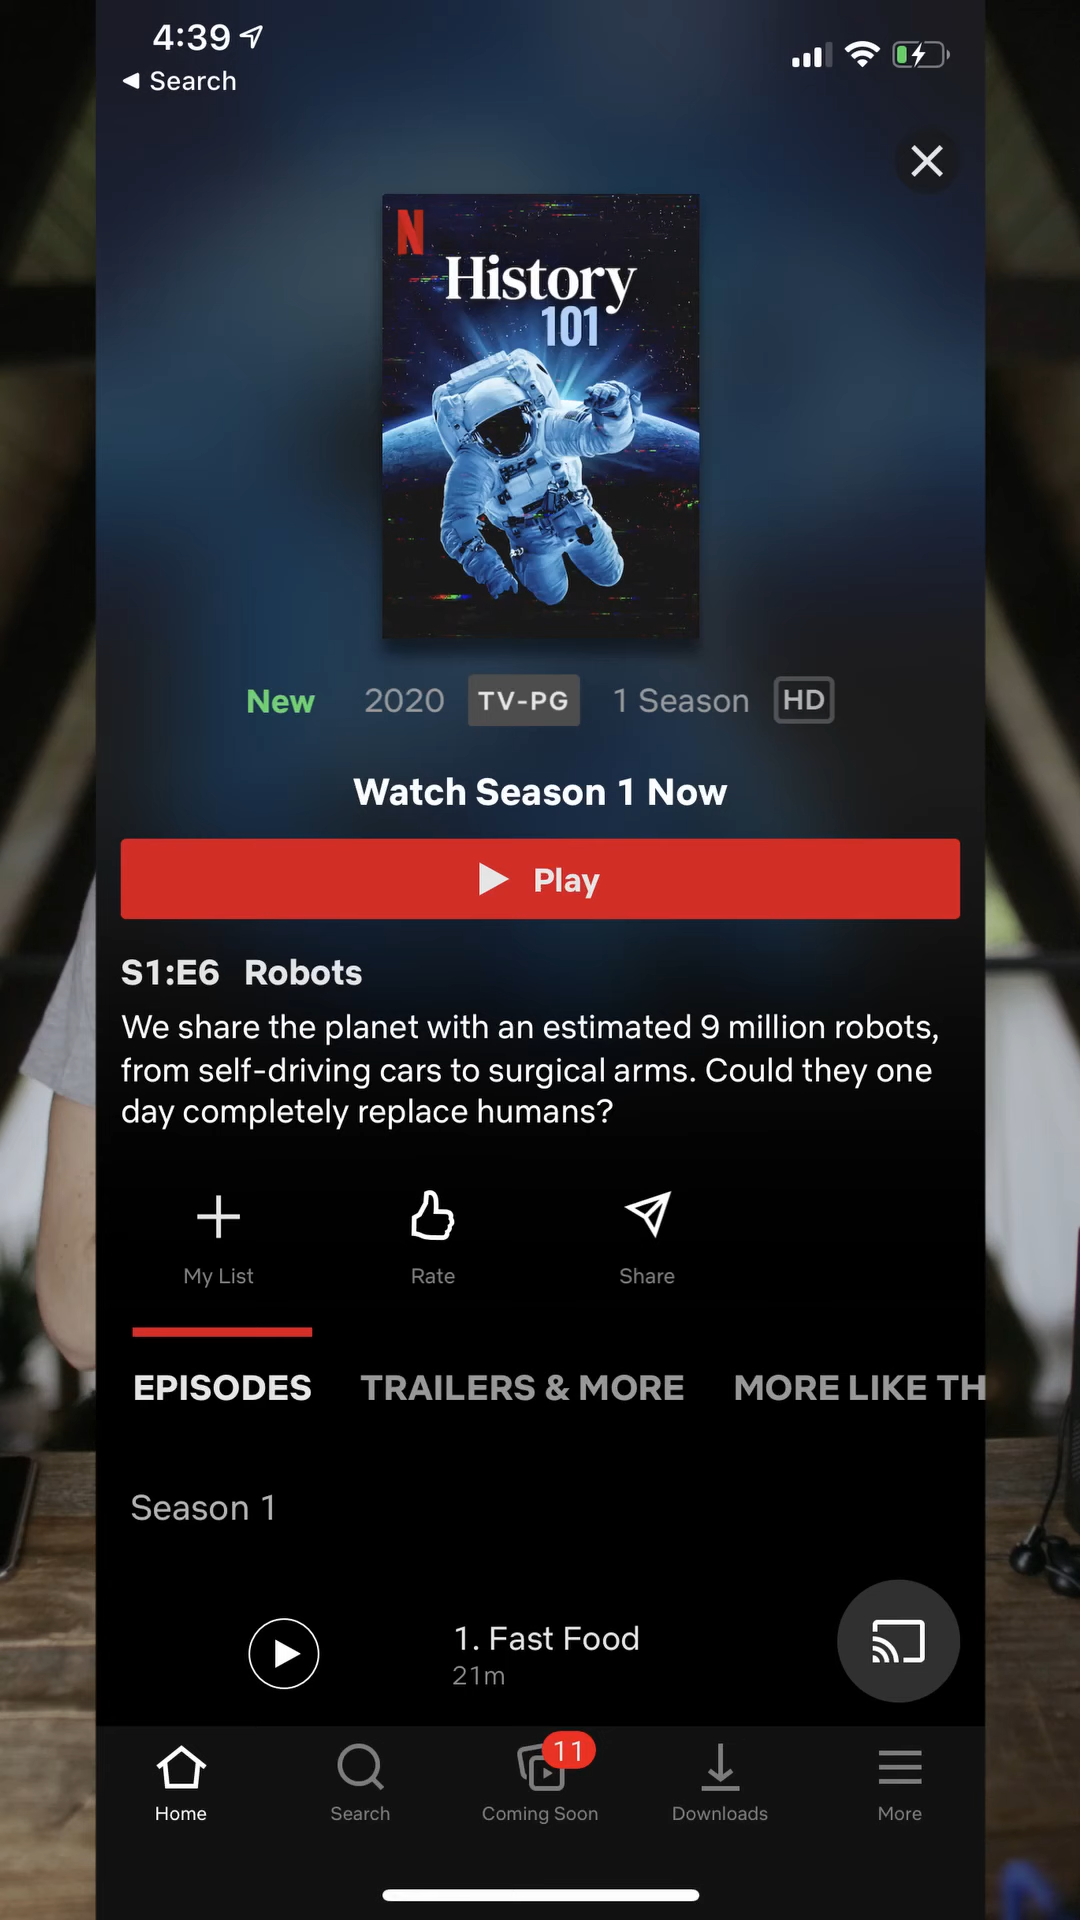 4:39
Search
N
History
101
New 2020 TV-PG 1 Season HD
Watch Season 1 Now
Play
S1:E6 Robots
We share the planet with an estimated 9 million robots,
from self-driving cars to surgical arms. Could they one
day completely replace humans?
My List Rate Share
EPISODES TRAILERS & MORE MORE LIKE TH
Season 1
1. Fast Food
21m
11
Home Search Coming Soon Downloads More